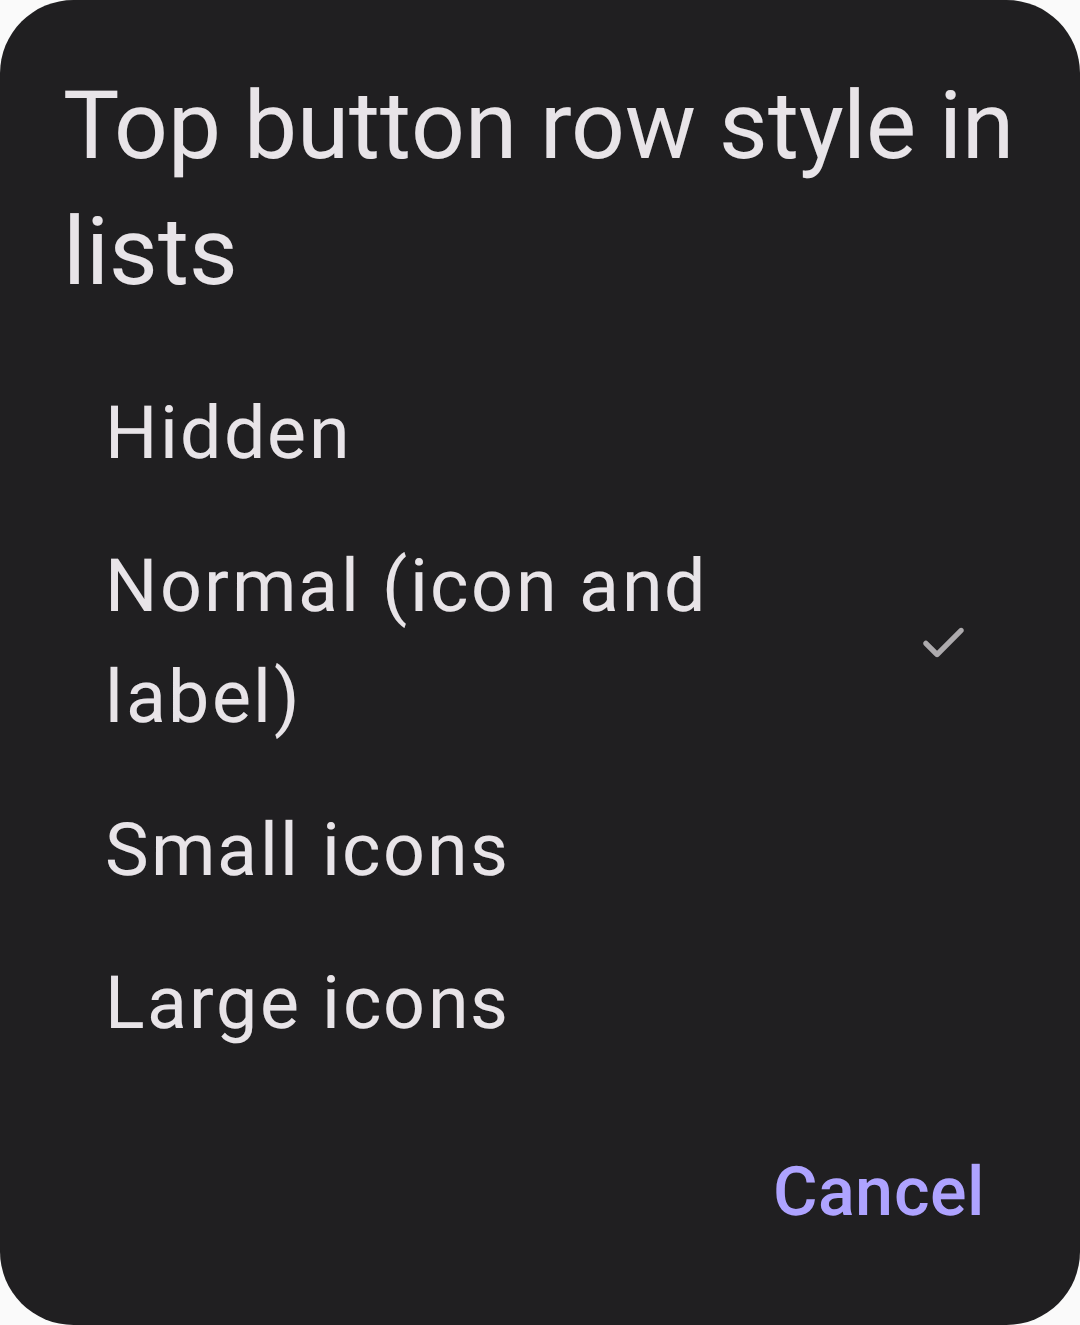 Top button row style in
lists
Hidden
Normal (icon and
label)
Small icons
Large icons
Cancel